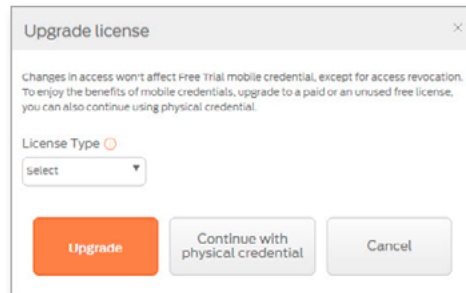 Upgrade license
Changes in access won't affect Free Trial mobile credential, except for access revocation.
To enjoy the benefits of mobile credentials, upgrade to a paid or an unused free license,
you can also continue using physical credential.
License Type
Select
Upgrade
Continue with
physical credential
Cancel